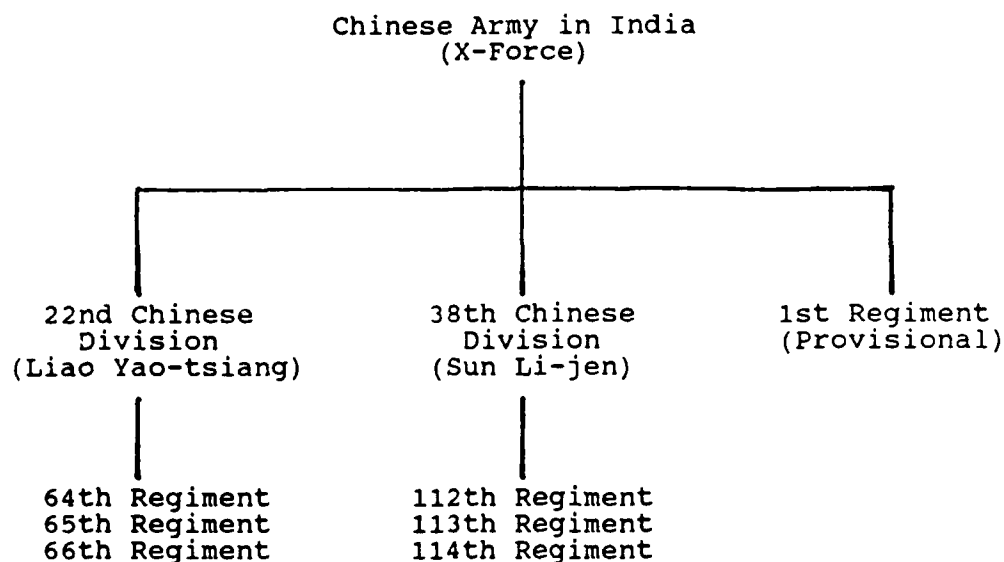 Chinese Army in India
(X-Force)
22nd Chinese
Division
(Liao Yao-tsiang)
38th Chinese
Division
(Sun Li-jen)
1st Regiment
(Provisional)
64th Regiment
65th Regiment
66th Regiment
112th Regiment
113th Regiment
114th Regiment